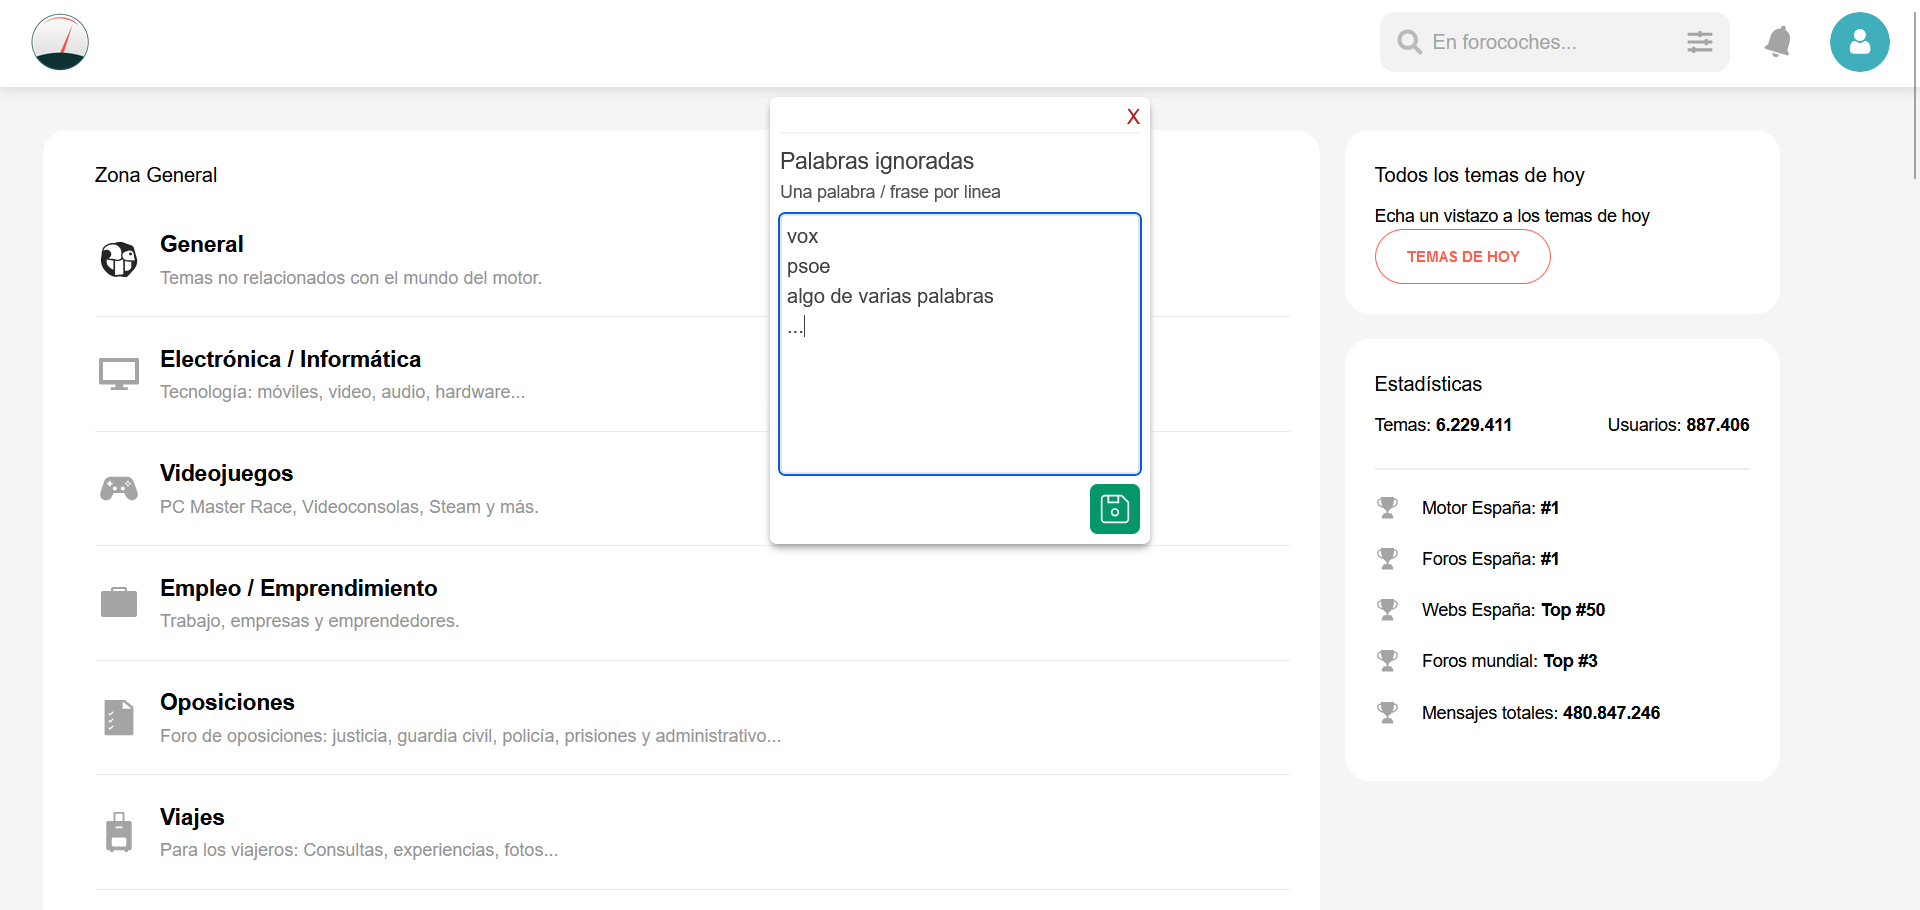 En forocoches...
X
Palabras ignoradas
Una palabra / frase por linea
vox
psoe
algo de varias palabras
...
Zona General
General
Temas no relacionados con el mundo del motor.
Electrónica / Informática
Tecnología: móviles, video, audio, hardware...
Videojuegos
PC Master Race, Videoconsolas, Steam y más.
Empleo / Emprendimiento
Trabajo, empresas y emprendedores.
Oposiciones
Foro de oposiciones: justicia, guardia civil, policía, prisiones y administrativo...
Viajes
Para los viajeros: Consultas, experiencias, fotos...
Todos los temas de hoy
Echa un vistazo a los temas de hoy
TEMAS DE HOY
Estadísticas
Temas: 6.229.411 Usuarios: 887.406
Motor España: #1
Foros España: #1
Webs España: Top #50
Foros mundial: Top #3
Mensajes totales: 480.847.246